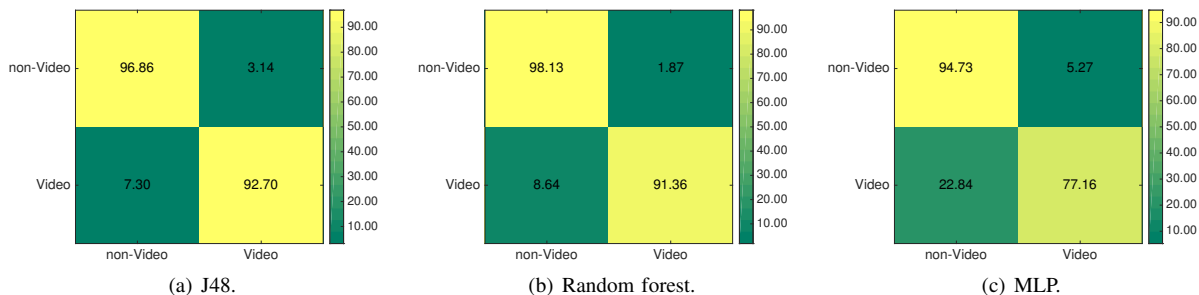 non-Video
96.86
3.14
Video
7.30
92.70
non-Video
Video
90.00
80.00
70.00
60.00
50.00
40.00
30.00
20.00
10.00
(a) J48.
non-Video
98.13
1.87
Video
8.64
91.36
non-Video
Video
90.00
80.00
70.00
60.00
50.00
40.00
30.00
20.00
10.00
(b) Random forest.
non-Video
94.73
5.27
Video
22.84
77.16
non-Video
Video
90.00
80.00
70.00
60.00
50.00
40.00
30.00
20.00
10.00
(c) MLP.